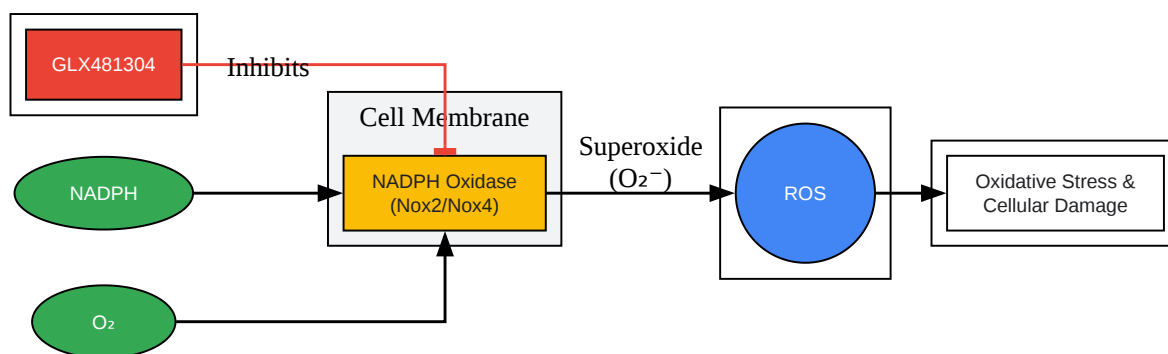 GLX481304
Inhibits
Cell Membrane
NADPH
NADPH Oxidase
(Nox2/Nox4)
Superoxide
(O₂⁻)
ROS
Oxidative Stress &
Cellular Damage
O₂